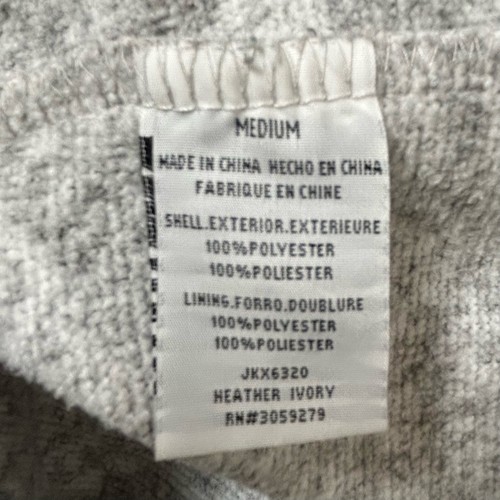 MEDIUM
MADE IN CHINA HECHO EN CHINA
FABRIQUE EN CHINE
SHELL.EXTERIOR.EXTERIEURE
100%POLYESTER
100%POLIESTER
LINING.FORRO.DOUBLURE
100%POLYESTER
100%POLIESTER
JKX6320
HEATHER IVORY
RN#3059279